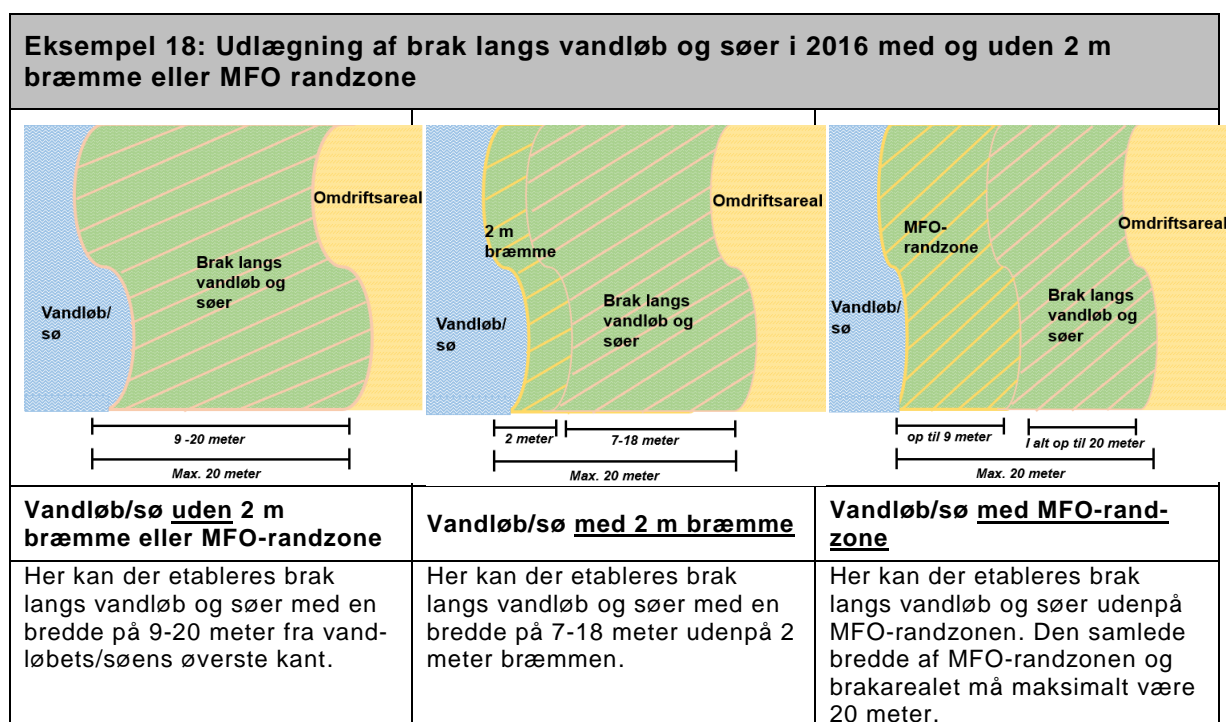 Eksempel 18: Udlægning af brak langs vandløb og søer i 2016 med og uden 2 m
bræmme eller MFO randzone
Omdriftsareal
Brak langs
vandløb og
søer
Vandløb/
sø
9 -20 meter
Max. 20 meter
Omdriftsareal
2 m
bræmme
Brak langs
vandløb og
søer
Vandløb/
sø
2 meter
7-18 meter
Max. 20 meter
Omdriftsareal
MFO-
randzone
Brak langs
vandløb og
søer
Vandløb/
sø
op til 9 meter
I alt op til 20 meter
Max. 20 meter
Vandløb/sø uden 2 m
bræmme eller MFO-randzone
Vandløb/sø med 2 m bræmme
Vandløb/sø med MFO-rand-
zone
Her kan der etableres brak
langs vandløb og søer med en
bredde på 9-20 meter fra vand-
løbets/søens øverste kant.
Her kan der etableres brak
langs vandløb og søer med en
bredde på 7-18 meter udenpå 2
meter bræmmen.
Her kan der etableres brak
langs vandløb og søer udenpå
MFO-randzonen. Den samlede
bredde af MFO-randzonen og
brakarealet må maksimalt være
20 meter.